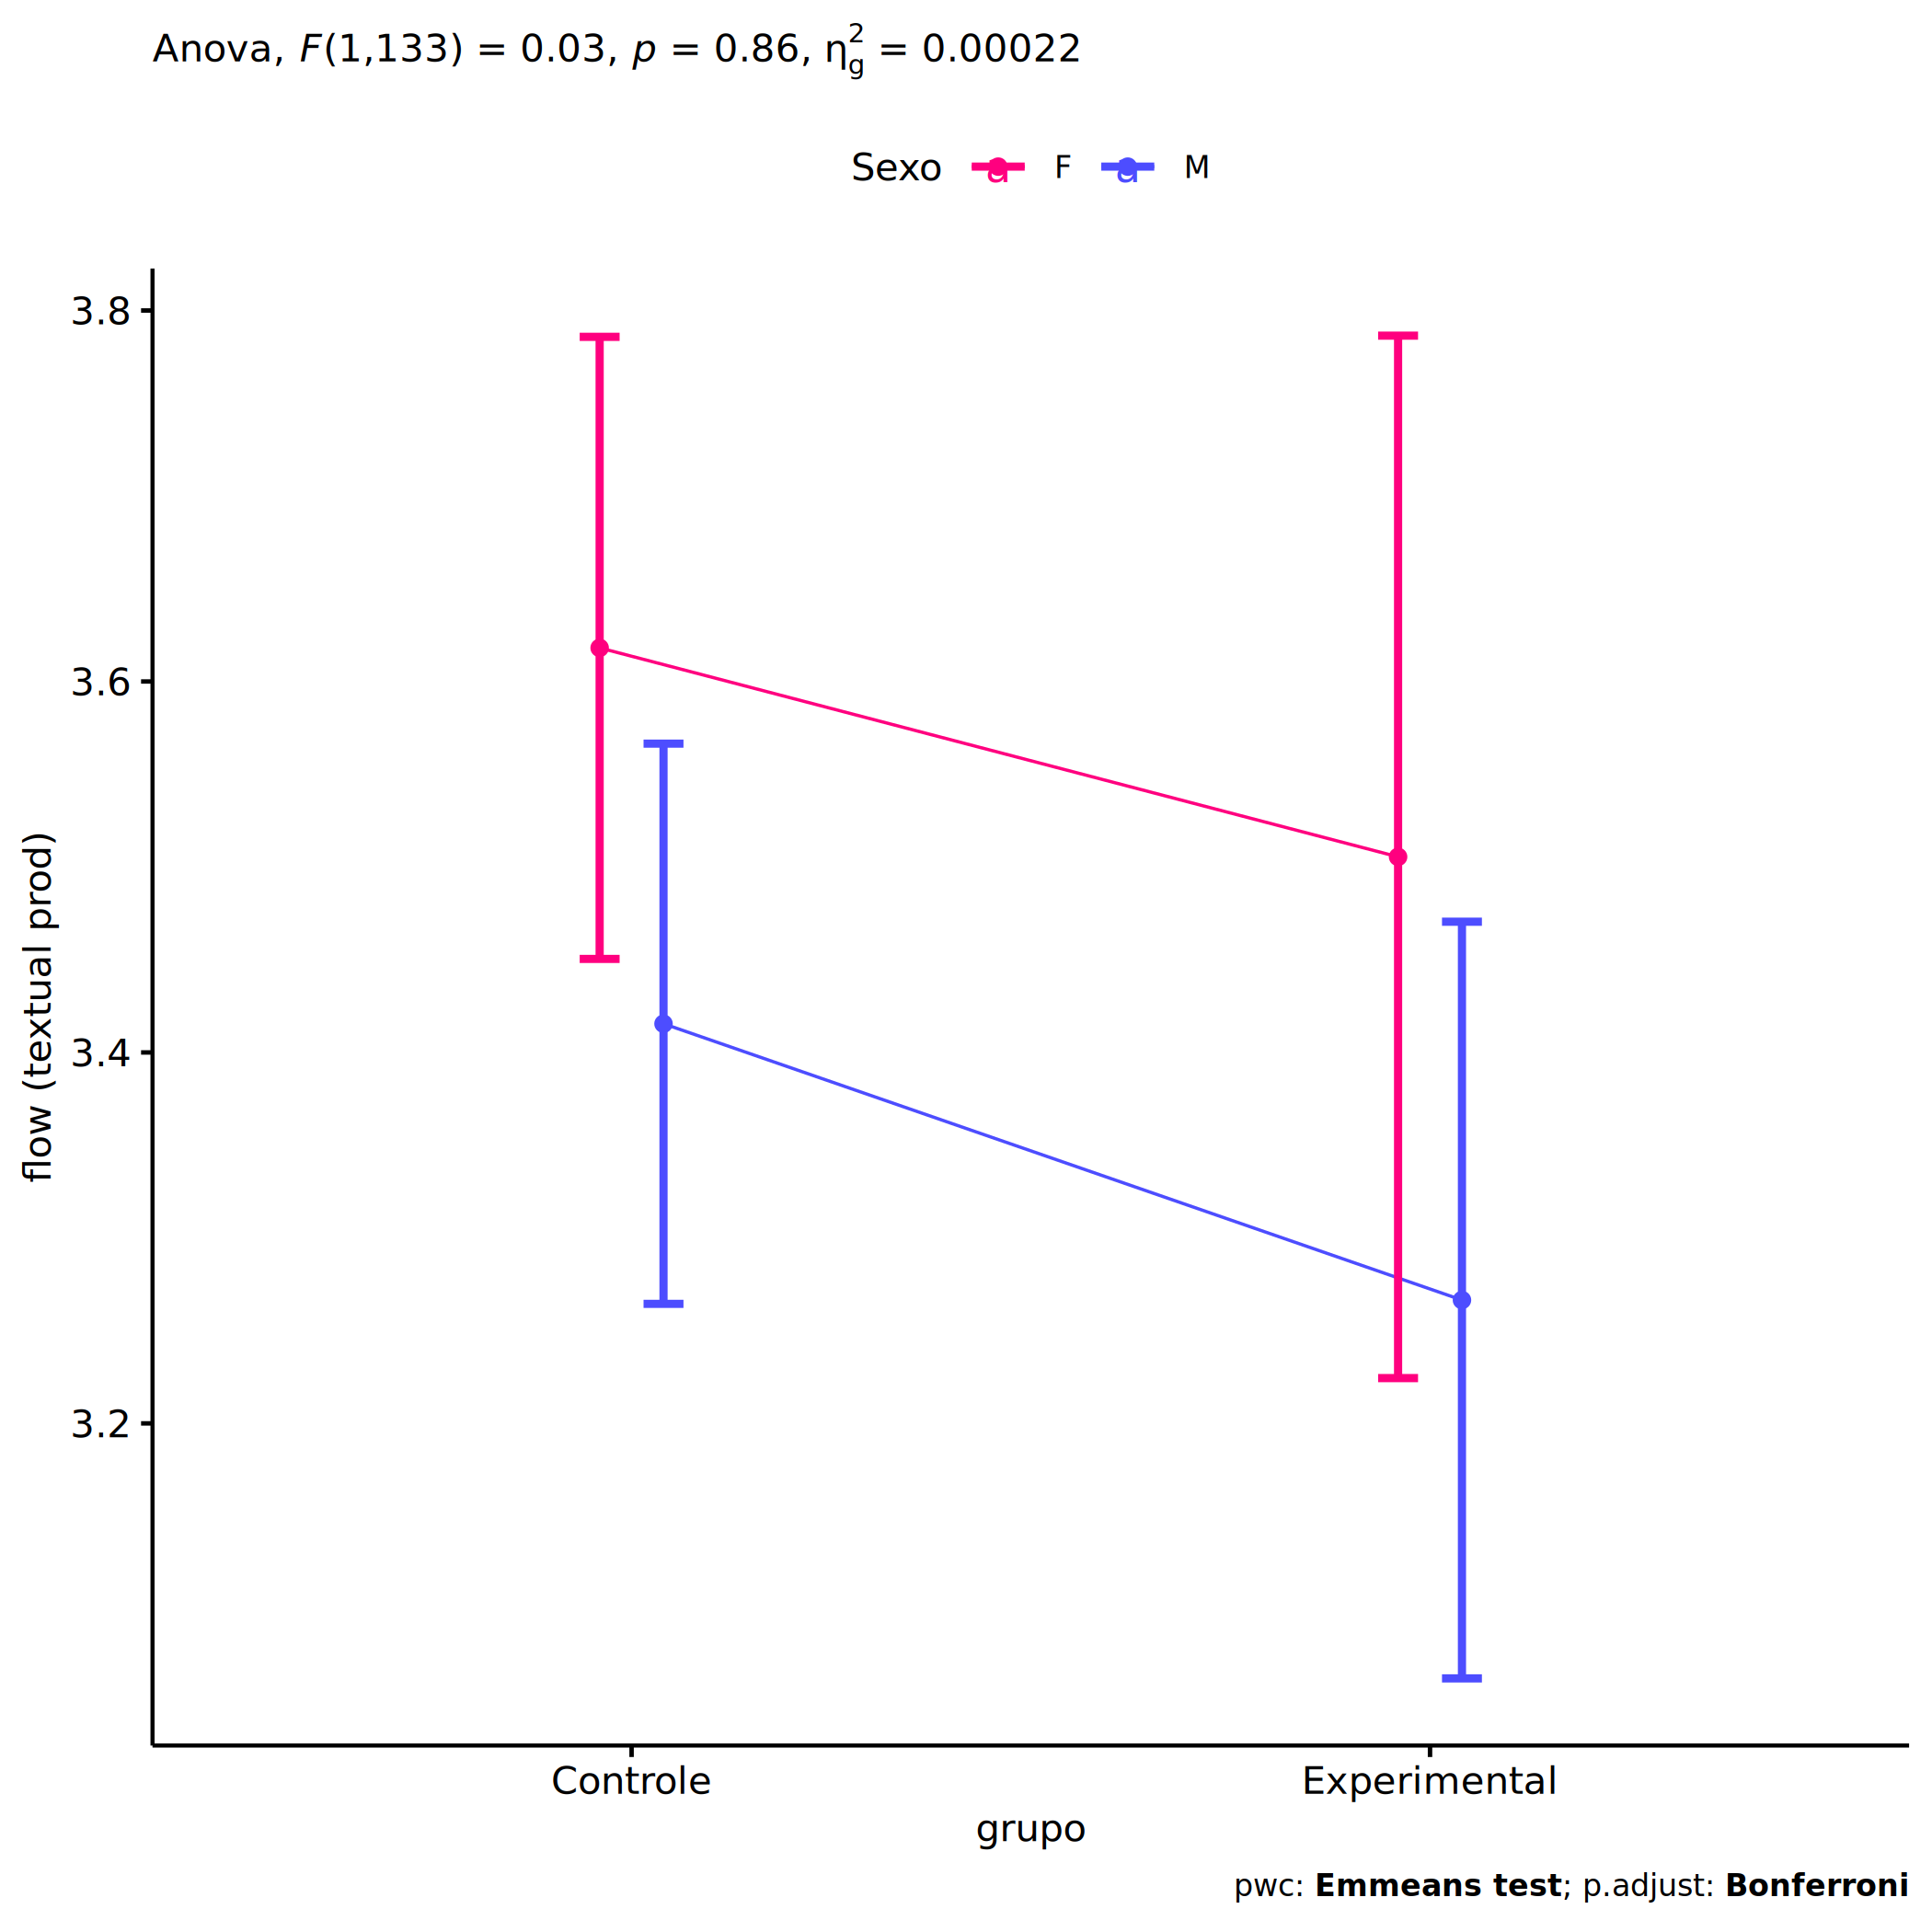 Anova, F(1,133) = 0.03, p = 0.86, η²g = 0.00022
Sexo a F a M
3.8
3.6
3.4
3.2
flow (textual prod)
Controle Experimental
grupo
pwc: Emmeans test; p.adjust: Bonferroni